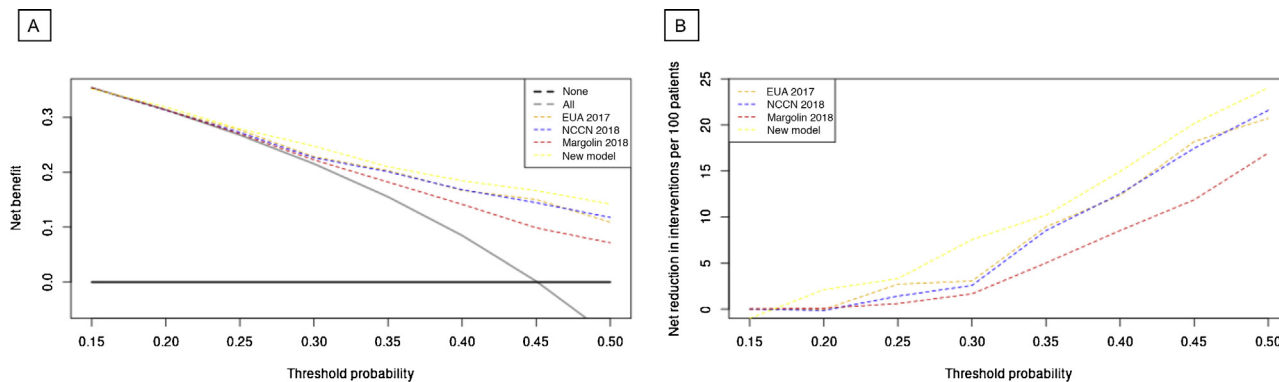 A
Net benefit
0.3
0.2
0.1
0.0
None
All
EUA 2017
NCCN 2018
Margolin 2018
New model
0.15 0.20 0.25 0.30 0.35 0.40 0.45 0.50
Threshold probability
B
Net reduction in interventions per 100 patients
25
20
15
10
5
0
EUA 2017
NCCN 2018
Margolin 2018
New model
0.15 0.20 0.25 0.30 0.35 0.40 0.45 0.50
Threshold probability